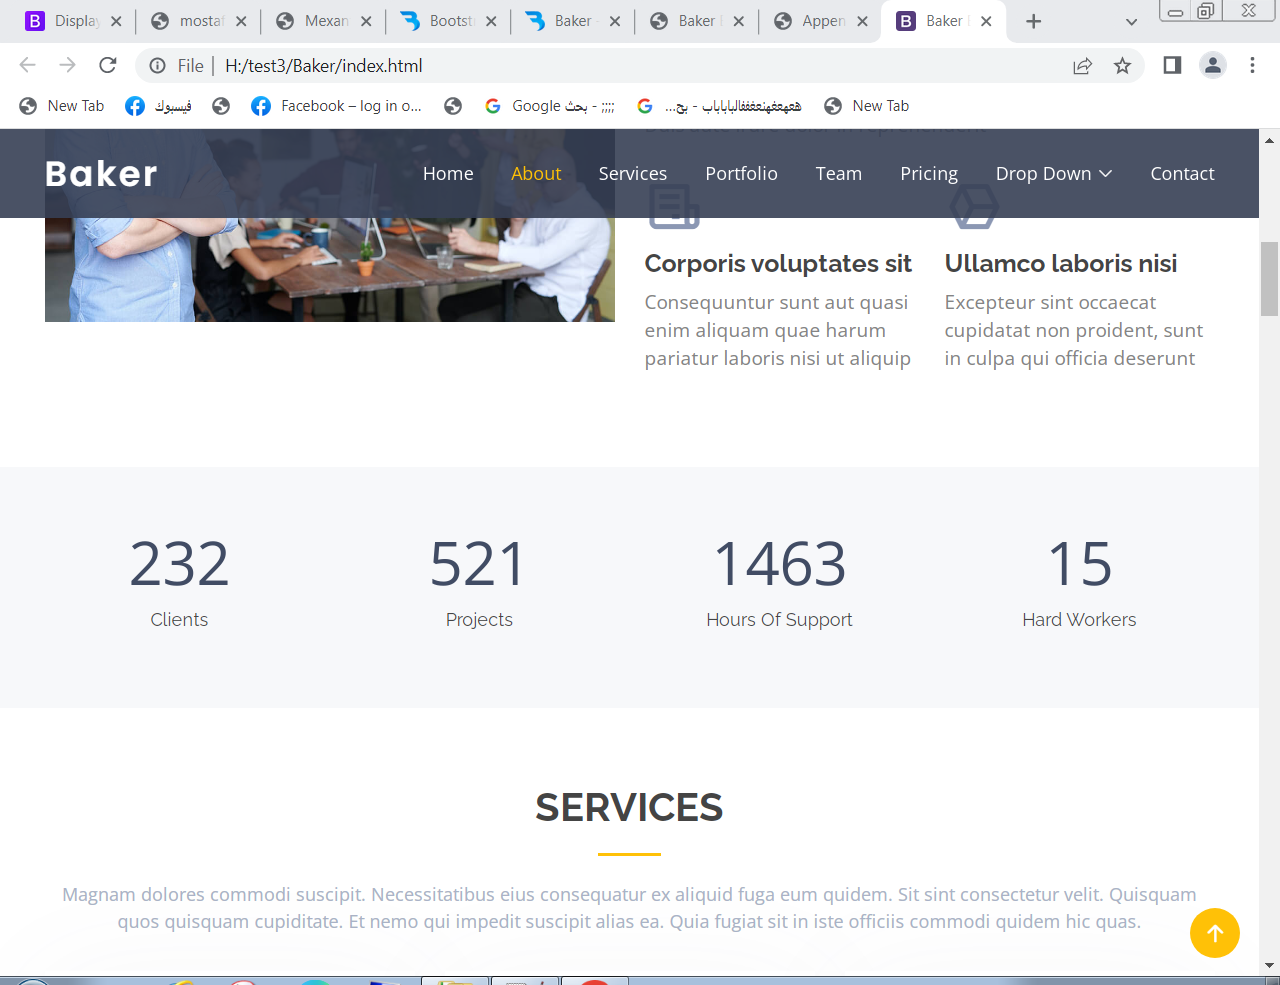 Display
mostaf
Mexan
Bootst
Baker
Baker
Appen
Baker
File
H:/test3/Baker/index.html
New Tab
فيسبوك
Facebook – log in o...
Google بحث - ;;;;
New Tab
Baker
Home
About
Services
Portfolio
Team
Pricing
Drop Down
Contact
Corporis voluptates sit
Consequuntur sunt aut quasi
enim aliquam quae harum
pariatur laboris nisi ut aliquip
Ullamco laboris nisi
Excepteur sint occaecat
cupidatat non proident, sunt
in culpa qui officia deserunt
232
Clients
521
Projects
1463
Hours Of Support
15
Hard Workers
SERVICES
Magnam dolores commodi suscipit. Necessitatibus eius consequatur ex aliquid fuga eum quidem. Sit sint consectetur velit. Quisquam
quos quisquam cupiditate. Et nemo qui impedit suscipit alias ea. Quia fugiat sit in iste officiis commodi quidem hic quas.